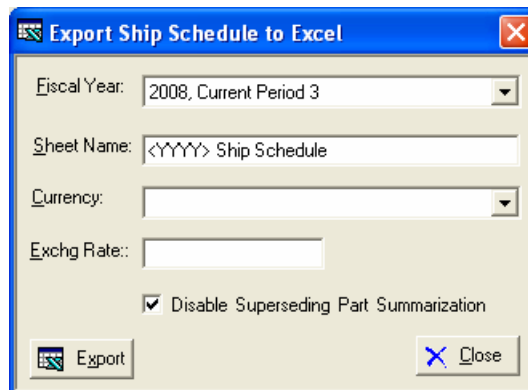 Export Ship Schedule to Excel
Fiscal Year: 2008, Current Period 3
Sheet Name: <YYYY> Ship Schedule
Currency:
Exchg Rate::
Disable Superseding Part Summarization
Export Close